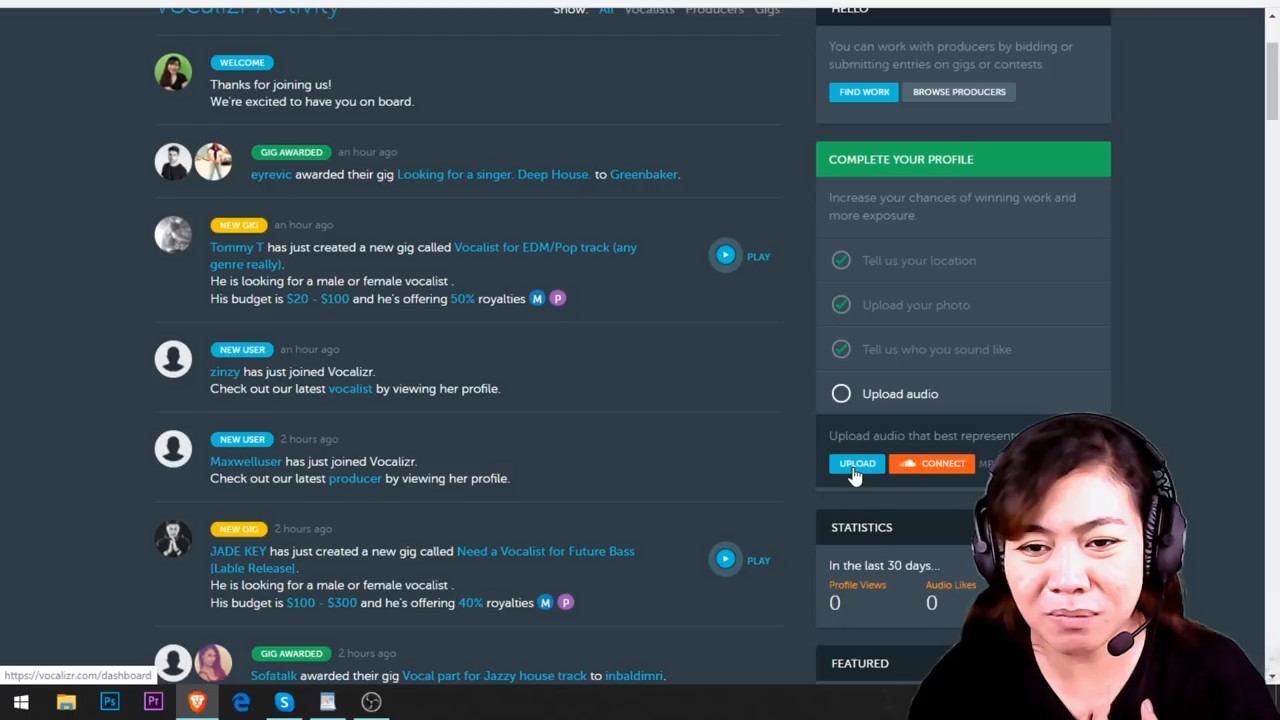 Vocalizr Activity
Show: All Vocalists Producers Gigs
WELCOME
Thanks for joining us!
We're excited to have you on board.
GIG AWARDED an hour ago
eyrevic awarded their gig Looking for a singer. Deep House. to Greenbaker.
NEW GIG an hour ago
Tommy T has just created a new gig called Vocalist for EDM/Pop track (any
genre really).
He is looking for a male or female vocalist .
His budget is $20 - $100 and he's offering 50% royalties M P
PLAY
NEW USER an hour ago
zinzy has just joined Vocalizr.
Check out our latest vocalist by viewing her profile.
NEW USER 2 hours ago
Maxwelluser has just joined Vocalizr.
Check out our latest producer by viewing her profile.
NEW GIG 2 hours ago
JADE KEY has just created a new gig called Need a Vocalist for Future Bass
[Lable Release].
He is looking for a male or female vocalist .
His budget is $100 - $300 and he's offering 40% royalties M P
PLAY
GIG AWARDED 2 hours ago
Sofatalk awarded their gig Vocal part for Jazzy house track to inbaldimri.
HELLO
You can work with producers by bidding or
submitting entries on gigs or contests.
FIND WORK BROWSE PRODUCERS
COMPLETE YOUR PROFILE
Increase your chances of winning work and
more exposure.
Tell us your location
Upload your photo
Tell us who you sound like
Upload audio
Upload audio that best represent
UPLOAD CONNECT
STATISTICS
In the last 30 days...
Profile Views Audio Likes
0 0
FEATURED
https://vocalizr.com/dashboard
Ps Pr